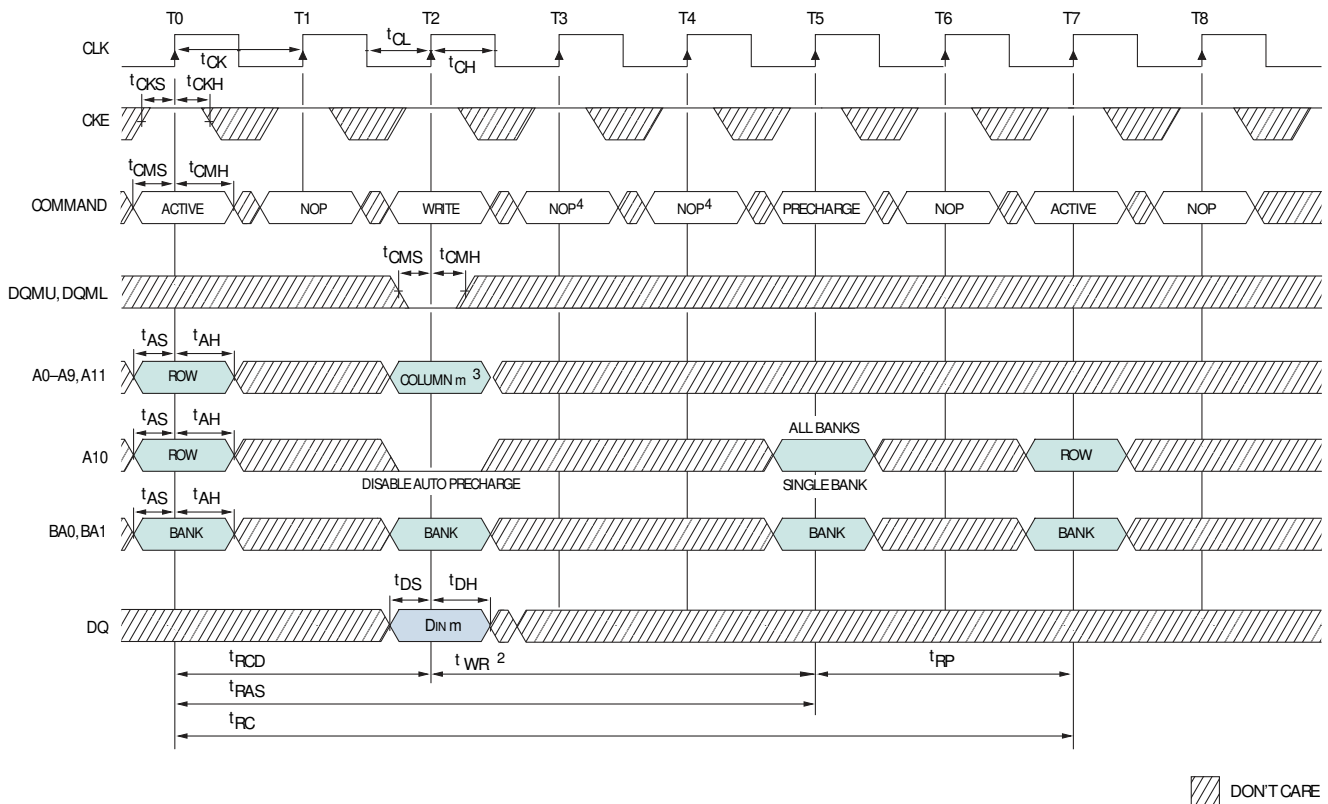 T0 T1 T2 T3 T4 T5 T6 T7 T8
CLK
tCK tCL tCH
tCKS tCKH
CKE
tCMS tCMH
COMMAND ACTIVE NOP WRITE NOP4 NOP4 PRECHARGE NOP ACTIVE NOP
tCMS tCMH
DQMU, DQML
tAS tAH
A0–A9, A11 ROW COLUMN m 3
tAS tAH ALL BANKS
A10 ROW ROW
DISABLE AUTO PRECHARGE SINGLE BANK
tAS tAH
BA0, BA1 BANK BANK BANK BANK
tDS tDH
DQ DIN m
tRCD tWR 2 tRP
tRAS
tRC
DON'T CARE